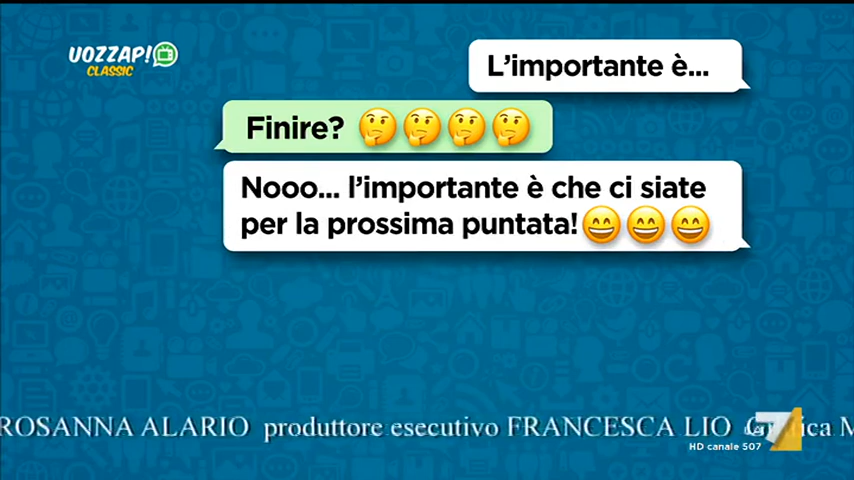 UOZZAP!
CLASSIC
L'importante è...
Finire? 🤔🤔🤔🤔
Nooo... l'importante è che ci siate
per la prossima puntata!😄😄😄
ROSANNA ALARIO produttore esecutivo FRANCESCA LIO
LA7
HD canale 507